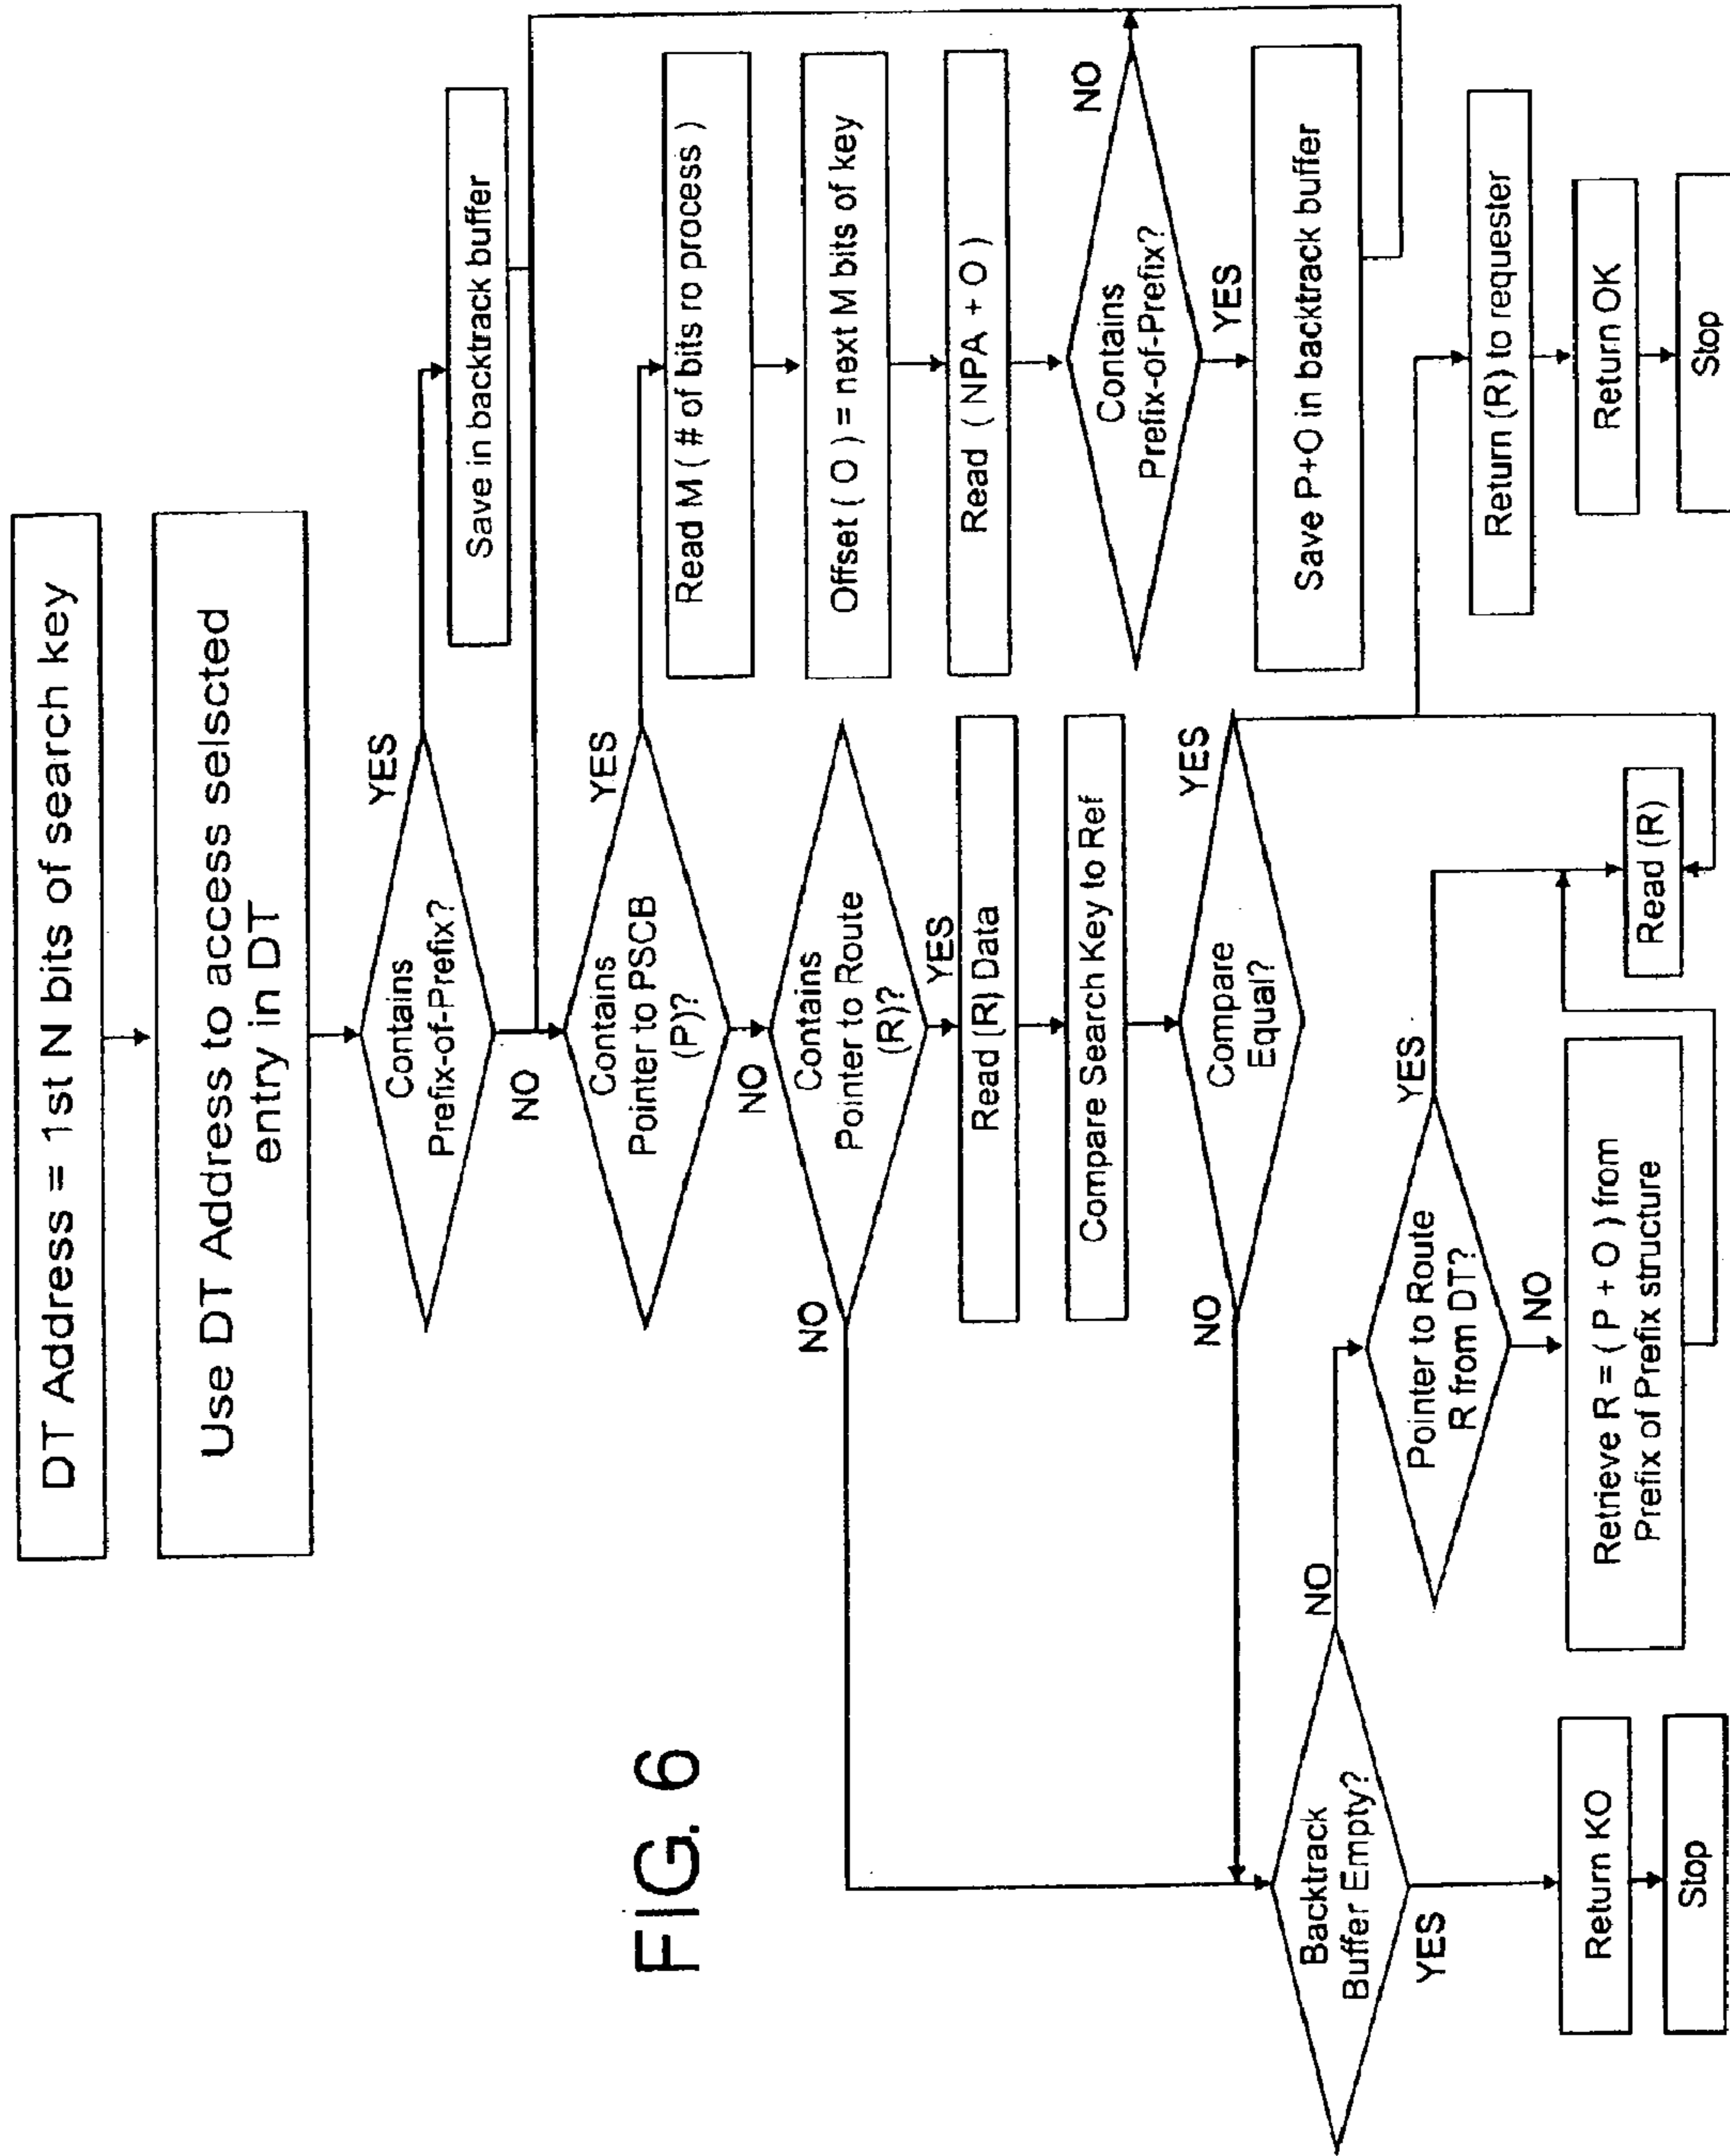 DT Address = 1st N bits of search key
Use DT Address to access selscted
entry in DT
Contains
Prefix-of-Prefix?
YES
NO
Save in backtrack buffer
Contains
Pointer to PSCB
(P)?
YES
NO
Read M ( # of bits ro process )
Offset ( O ) = next M bits of key
Read ( NPA + O )
Contains
Prefix-of-Prefix?
NO
YES
Save P+O in backtrack buffer
Contains
Pointer to Route
(R)?
NO
YES
Read (R) Data
Compare Search Key to Ref
Compare
Equal?
NO
YES
Return (R) to requester
Return OK
Stop
Backtrack
Buffer Empty?
NO
YES
Pointer to Route
R from DT?
YES
NO
Retrieve R = ( P + O ) from
Prefix of Prefix structure
Read (R)
Return KO
Stop
FIG. 6